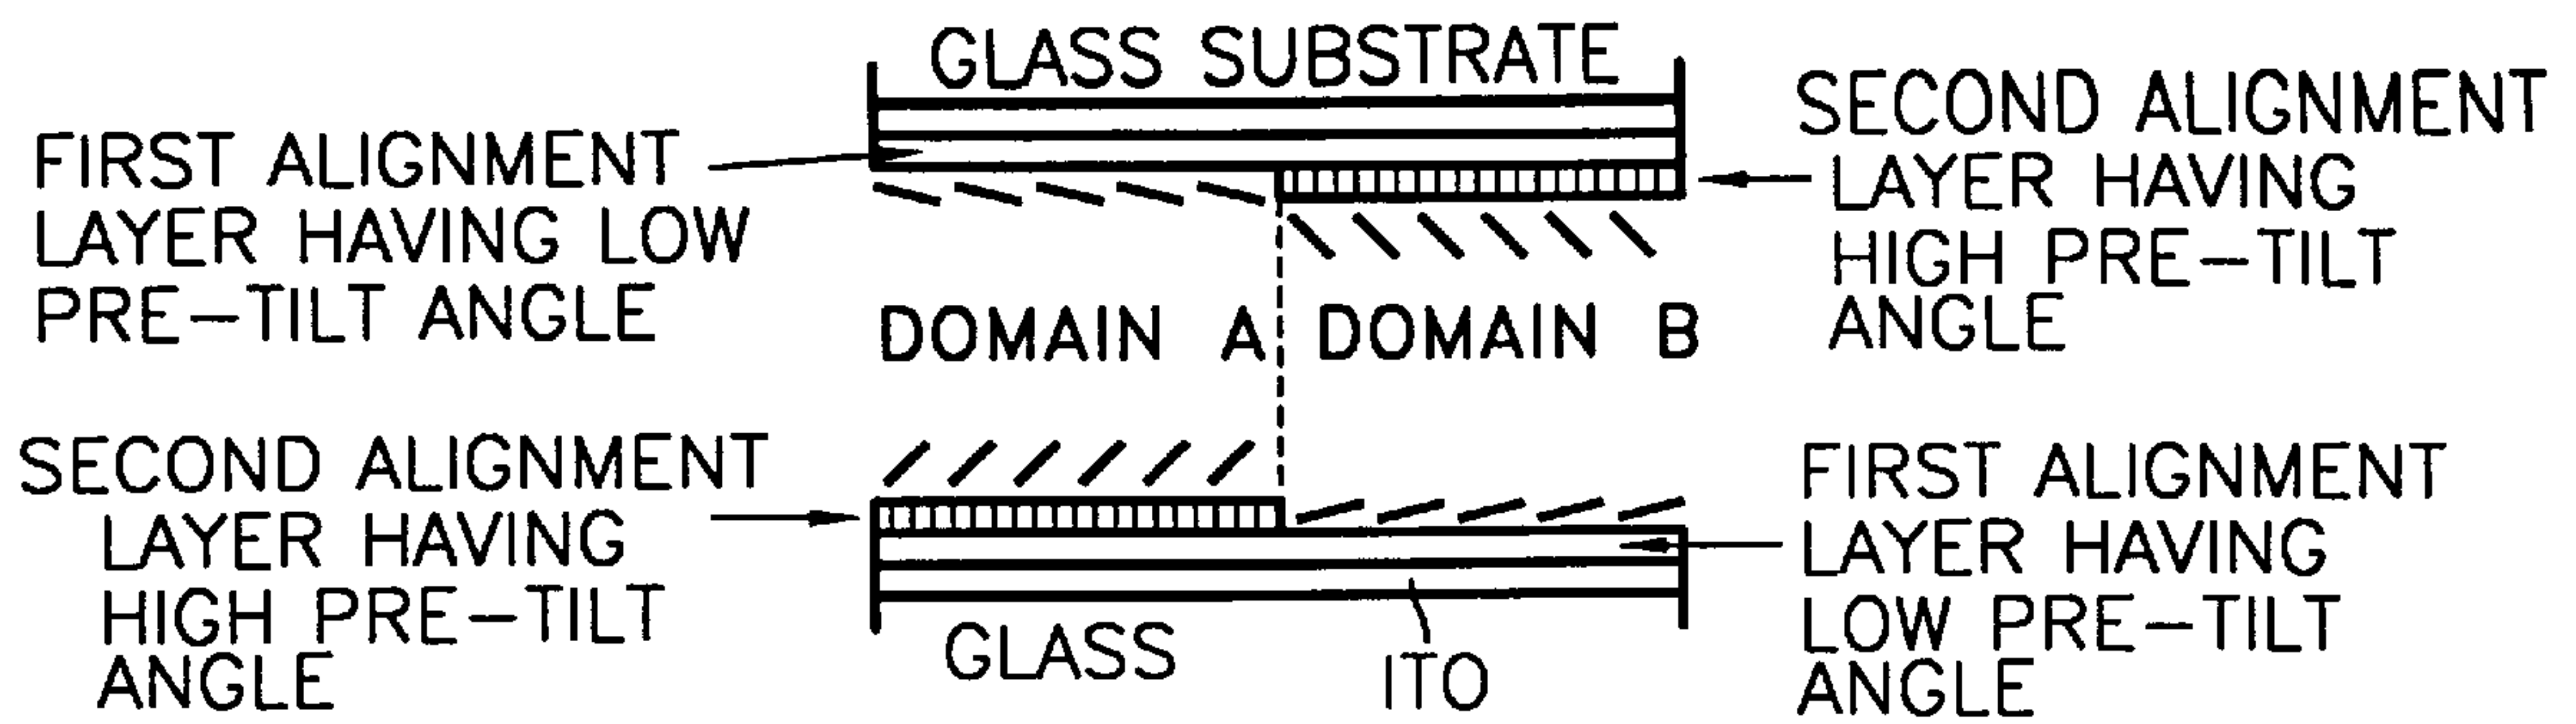 GLASS SUBSTRATE
FIRST ALIGNMENT
LAYER HAVING LOW
PRE-TILT ANGLE
SECOND ALIGNMENT
LAYER HAVING
HIGH PRE-TILT
ANGLE
DOMAIN A
DOMAIN B
SECOND ALIGNMENT
LAYER HAVING
HIGH PRE-TILT
ANGLE
FIRST ALIGNMENT
LAYER HAVING
LOW PRE-TILT
ANGLE
GLASS
ITO